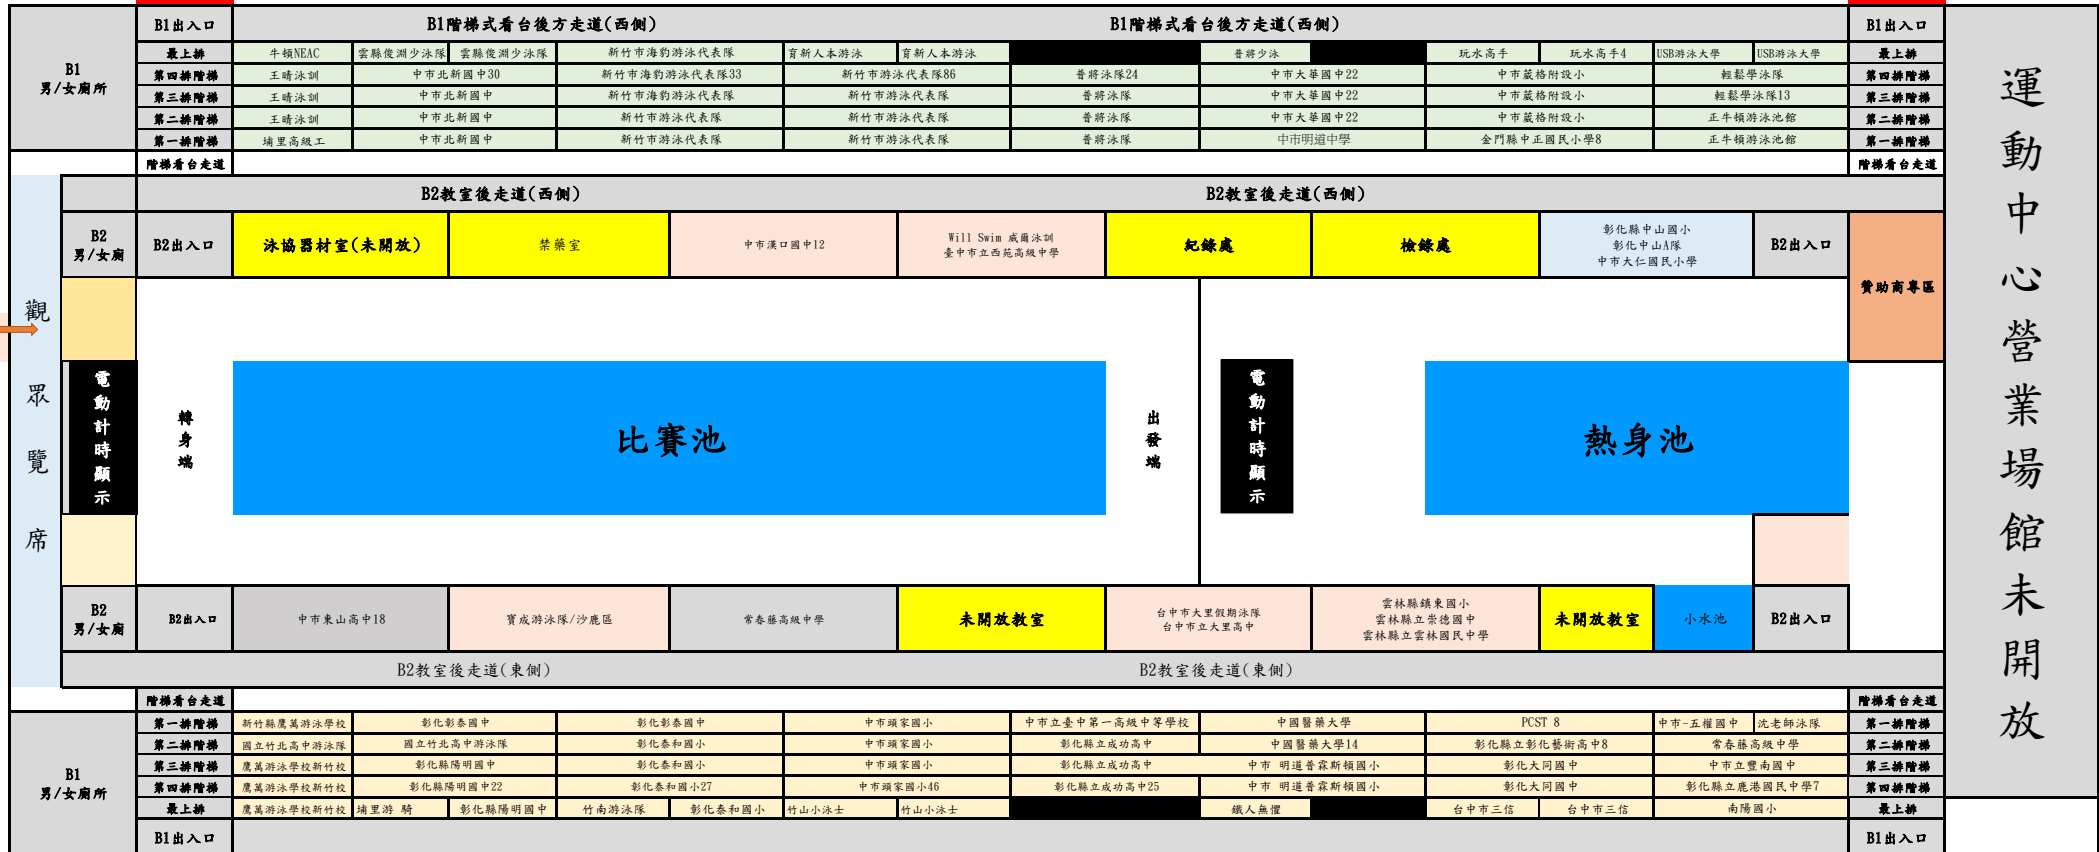 B1出入口 B1階梯式看台後方走道(西側) B1階梯式看台後方走道(西側) B1出入口
B1
男/女廁所
最上排 牛頓NEAC 雲縣俊淵少泳隊 雲縣俊淵少泳隊 新竹市海豹游泳代表隊 育新人本游泳 育新人本游泳 普將少泳 玩水高手 玩水高手4 USB游泳大學 USB游泳大學 最上排
第四排階梯 王晴泳訓 中市北新國中30 新竹市海豹游泳代表隊33 新竹市游泳代表隊86 普將泳隊24 中市大華國中22 中市葳格附設小 輕鬆學泳隊 第四排階梯
第三排階梯 王晴泳訓 中市北新國中 新竹市海豹游泳代表隊 新竹市游泳代表隊 普將泳隊 中市大華國中22 中市葳格附設小 輕鬆學泳隊13 第三排階梯
第二排階梯 王晴泳訓 中市北新國中 新竹市游泳代表隊 新竹市游泳代表隊 普將泳隊 中市大華國中22 中市葳格附設小 正牛頓游泳池館 第二排階梯
第一排階梯 埔里高級工 中市北新國中 新竹市游泳代表隊 新竹市游泳代表隊 普將泳隊 中市明道中學 金門縣中正國民小學8 正牛頓游泳池館 第一排階梯
階梯看台走道 階梯看台走道
B2教室後走道(西側) B2教室後走道(西側)
B2
男/女廁
B2出入口 泳協器材室(未開放) 禁藥室 中市漢口國中12
Will Swim 威爾泳訓
臺中市立西苑高級中學
紀錄處 檢錄處
彰化縣中山國小
彰化中山A隊
中市大仁國民小學
B2出入口
贊助商專區
觀眾覽席
電動計時顯示
轉身端
比賽池
出發端
電動計時顯示
熱身池
運動中心營業場館未開放
B2
男/女廁
B2出入口 中市東山高中18 寶成游泳隊/沙鹿區 常春藤高級中學 未開放教室
台中市大里假期泳隊
台中市立大里高中
雲林縣鎮東國小
雲林縣立崇德國中
雲林縣立雲林國民中學
未開放教室 小水池 B2出入口
B2教室後走道(東側) B2教室後走道(東側)
階梯看台走道 階梯看台走道
第一排階梯 新竹縣鷹萬游泳學校 彰化彰泰國中 彰化彰泰國中 中市頭家國小 中市立臺中第一高級中等學校 中國醫藥大學 PCST 8 中市-五權國中 沈老師泳隊 第一排階梯
第二排階梯 國立竹北高中游泳隊 國立竹北高中游泳隊 彰化泰和國小 中市頭家國小 彰化縣立成功高中 中國醫藥大學14 彰化縣立彰化藝術高中8 常春藤高級中學 第二排階梯
B1
男/女廁所
第三排階梯 鷹萬游泳學校新竹校 彰化縣陽明國中 彰化泰和國小 中市頭家國小 彰化縣立成功高中 中市 明道普霖斯頓國小 彰化大同國中 中市立豐南國中 第三排階梯
第四排階梯 鷹萬游泳學校新竹校 彰化縣陽明國中22 彰化泰和國小27 中市頭家國小46 彰化縣立成功高中25 中市 明道普霖斯頓國小 彰化大同國中 彰化縣立鹿港國民中學7 第四排階梯
最上排 鷹萬游泳學校新竹校 埔里游 騎 彰化縣陽明國中 竹南游泳隊 彰化泰和國小 竹山小泳士 竹山小泳士 鐵人無懼 台中市三信 台中市三信 南陽國小 最上排
B1出入口 B1出入口